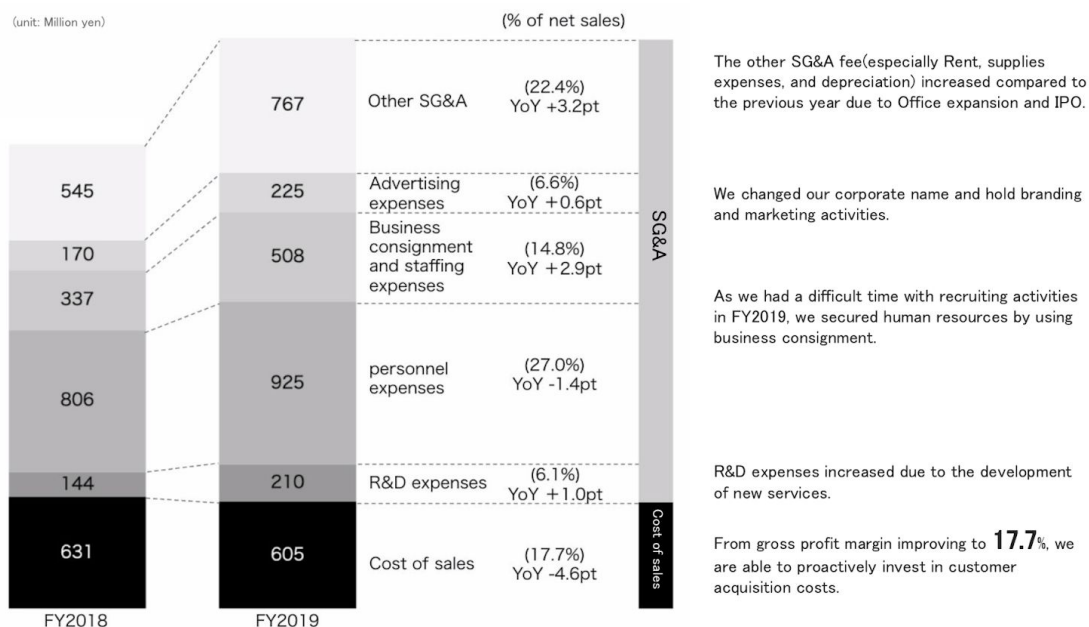 (unit: Million yen)
(% of net sales)
545
170
337
806
144
631
FY2018
767
225
508
925
210
605
FY2019
Other SG&A
(22.4%)
YoY +3.2pt
Advertising
expenses
(6.6%)
YoY +0.6pt
Business
consignment
and staffing
expenses
(14.8%)
YoY +2.9pt
personnel
expenses
(27.0%)
YoY -1.4pt
R&D expenses
(6.1%)
YoY +1.0pt
Cost of sales
(17.7%)
YoY -4.6pt
SG&A
Cost of sales
The other SG&A fee(especially Rent, supplies
expenses, and depreciation) increased compared to
the previous year due to Office expansion and IPO.
We changed our corporate name and hold branding
and marketing activities.
As we had a difficult time with recruiting activities
in FY2019, we secured human resources by using
business consignment.
R&D expenses increased due to the development
of new services.
From gross profit margin improving to 17.7%, we
are able to proactively invest in customer
acquisition costs.